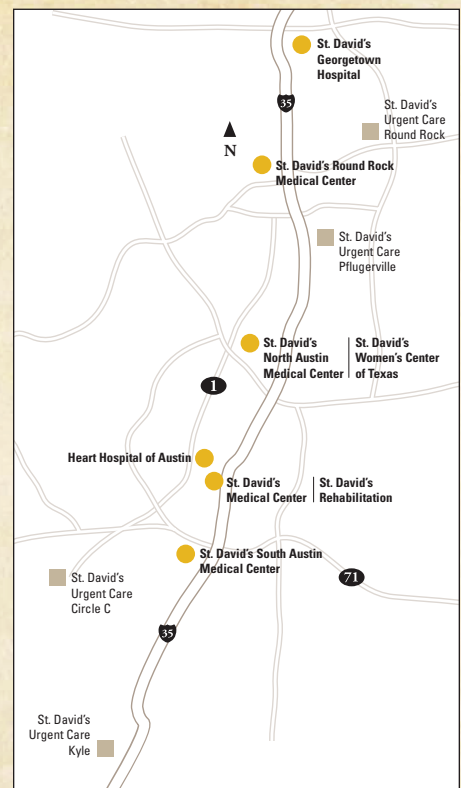 St. David's
Georgetown
Hospital
35
St. David's
Urgent Care
Round Rock
N
St. David's Round Rock
Medical Center
St. David's
Urgent Care
Pflugerville
St. David's
North Austin
Medical Center
St. David's
Women's Center
of Texas
1
Heart Hospital of Austin
St. David's
Medical Center
St. David's
Rehabilitation
St. David's South Austin
Medical Center
St. David's
Urgent Care
Circle C
71
35
St. David's
Urgent Care
Kyle